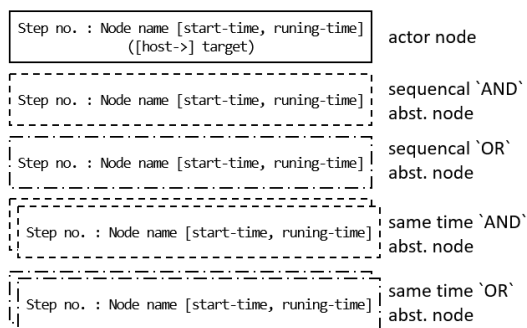 Step no. : Node name [start-time, runing-time]
([host->] target)
actor node
Step no. : Node name [start-time, runing-time]
sequencal `AND`
abst. node
Step no. : Node name [start-time, runing-time]
sequencal `OR`
abst. node
Step no. : Node name [start-time, runing-time]
same time `AND`
abst. node
Step no. : Node name [start-time, runing-time]
same time `OR`
abst. node